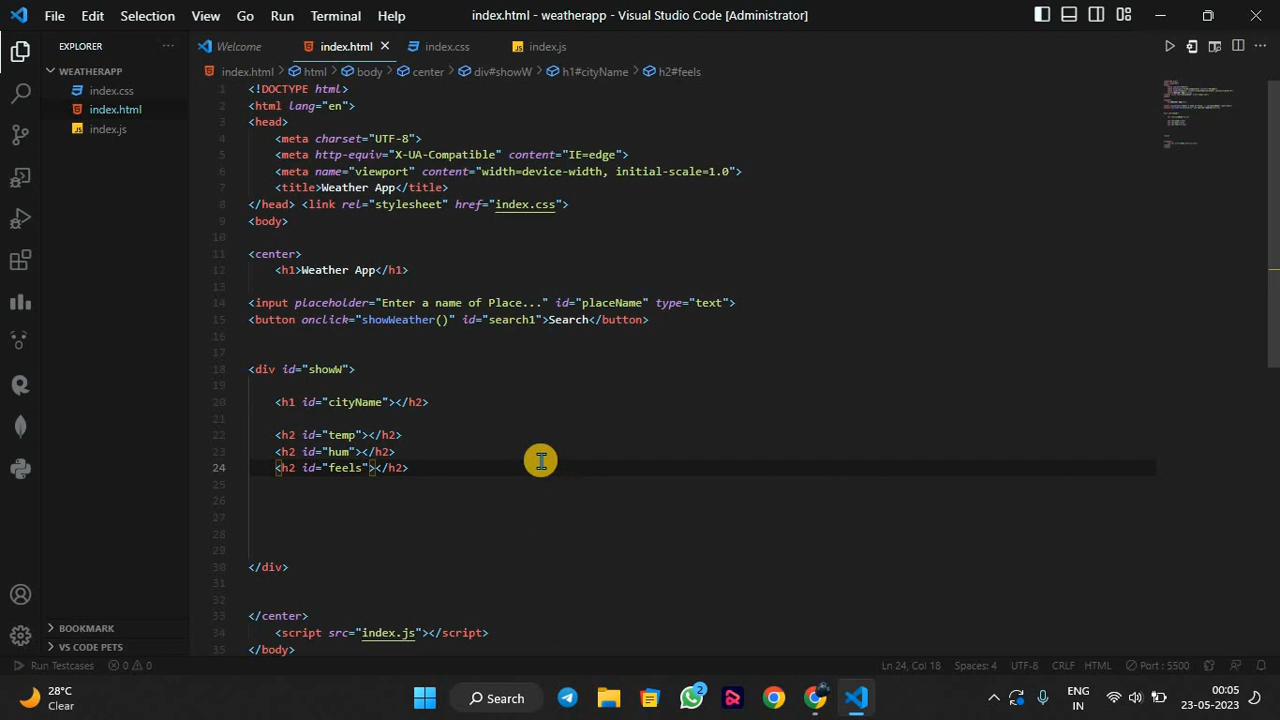 File Edit Selection View Go Run Terminal Help
index.html - weatherapp - Visual Studio Code [Administrator]
EXPLORER
WEATHERAPP
index.css
index.html
index.js
BOOKMARK
VS CODE PETS
Welcome index.html index.css index.js
index.html > html > body > center > div#showW > h1#cityName > h2#feels
1 <!DOCTYPE html>
2 <html lang="en">
3 <head>
4 <meta charset="UTF-8">
5 <meta http-equiv="X-UA-Compatible" content="IE=edge">
6 <meta name="viewport" content="width=device-width, initial-scale=1.0">
7 <title>Weather App</title>
8 </head> <link rel="stylesheet" href="index.css">
9 <body>
10
11 <center>
12 <h1>Weather App</h1>
13
14 <input placeholder="Enter a name of Place..." id="placeName" type="text">
15 <button onclick="showWeather()" id="search1">Search</button>
16
17
18 <div id="showW">
19
20 <h1 id="cityName"></h2>
21
22 <h2 id="temp"></h2>
23 <h2 id="hum"></h2>
24 <h2 id="feels"></h2>
25
26
27
28
29
30 </div>
31
32
33 </center>
34 <script src="index.js"></script>
35 </body>
Run Testcases 0 0
Ln 24, Col 18 Spaces: 4 UTF-8 CRLF HTML Port : 5500
28°C
Clear
Search
2
ENG
IN
00:05
23-05-2023